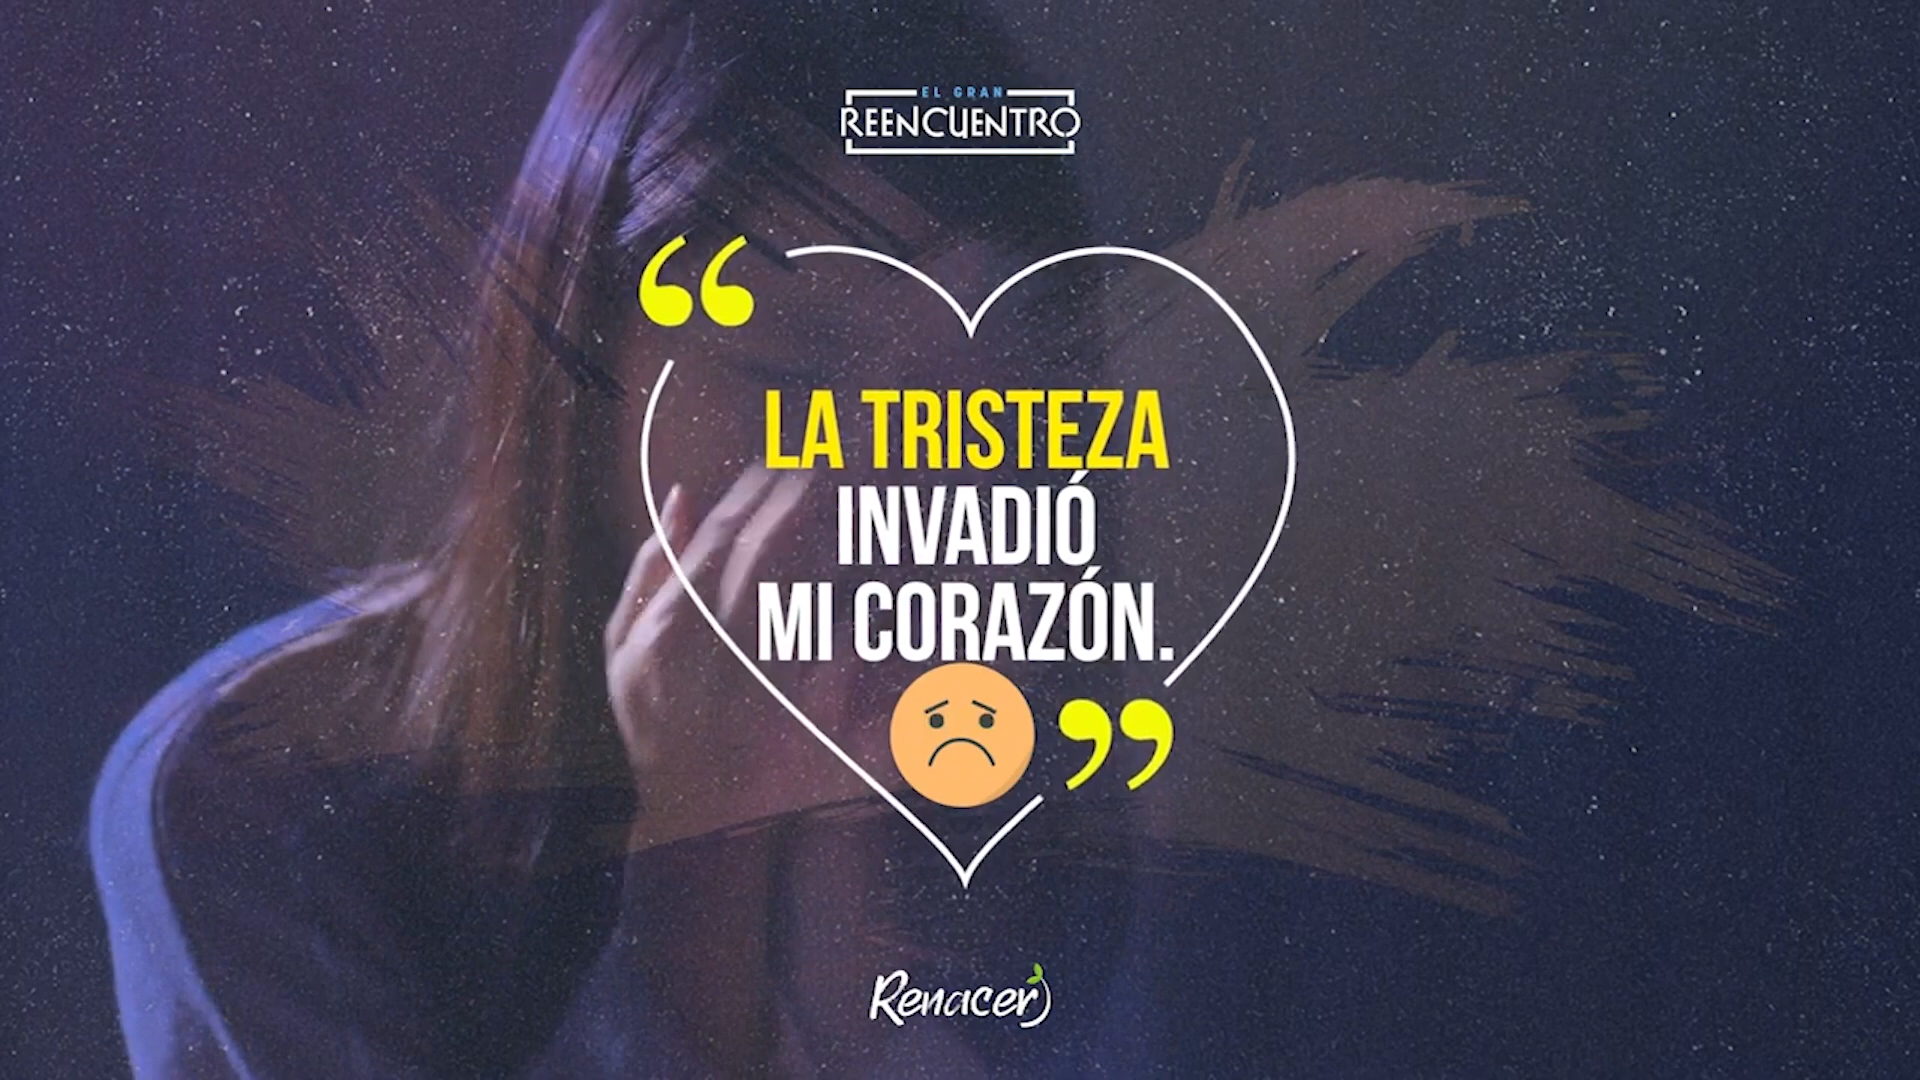 EL GRAN
REENCUENTRO
“
LA TRISTEZA
INVADIÓ
MI CORAZÓN.
”
Renacer